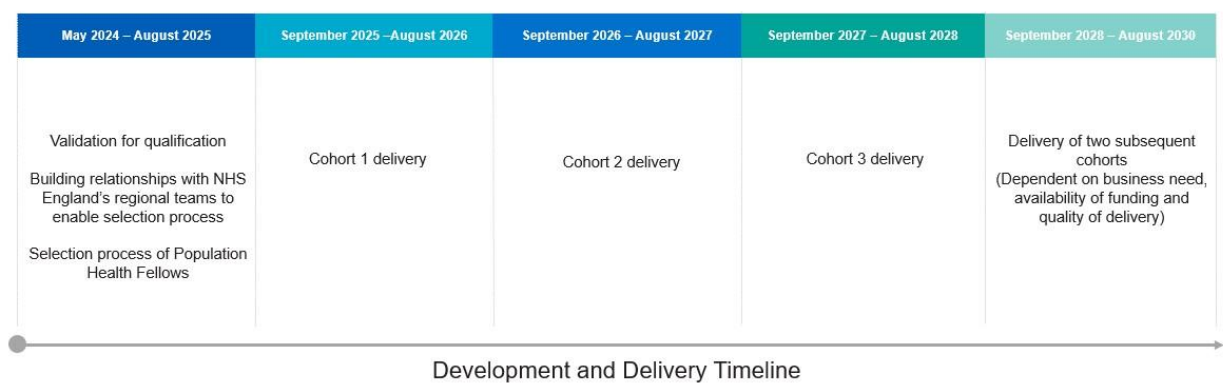 May 2024 – August 2025
September 2025 –August 2026
September 2026 – August 2027
September 2027 – August 2028
September 2028 – August 2030
Validation for qualification
Building relationships with NHS
England’s regional teams to
enable selection process
Selection process of Population
Health Fellows
Cohort 1 delivery
Cohort 2 delivery
Cohort 3 delivery
Delivery of two subsequent
cohorts
(Dependent on business need,
availability of funding and
quality of delivery)
Development and Delivery Timeline